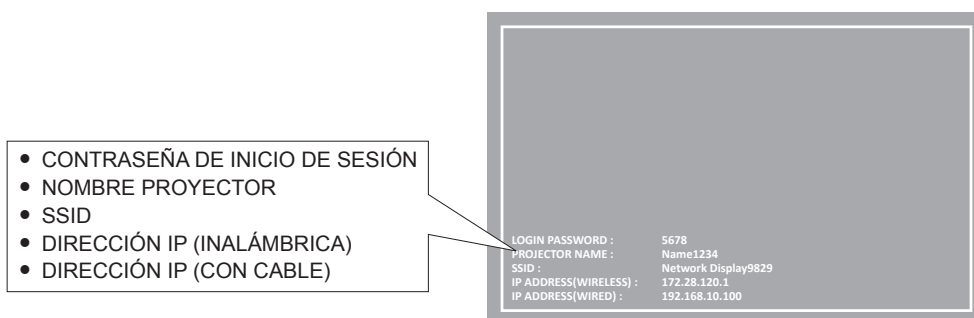 • CONTRASEÑA DE INICIO DE SESIÓN
• NOMBRE PROYECTOR
• SSID
• DIRECCIÓN IP (INALÁMBRICA)
• DIRECCIÓN IP (CON CABLE)
LOGIN PASSWORD : 5678
PROJECTOR NAME : Name1234
SSID : Network Display9829
IP ADDRESS(WIRELESS) : 172.28.120.1
IP ADDRESS(WIRED) : 192.168.10.100